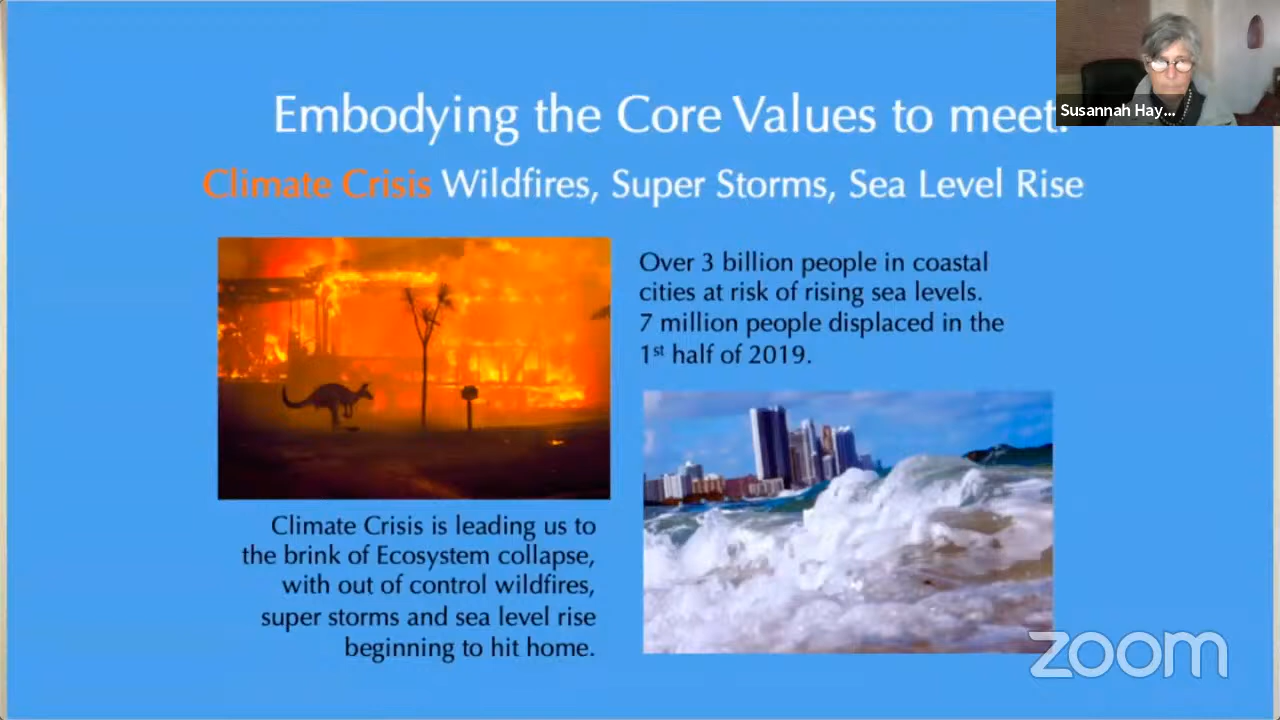 Embodying the Core Values to meet:
Susannah Hay...
Climate Crisis Wildfires, Super Storms, Sea Level Rise
Over 3 billion people in coastal
cities at risk of rising sea levels.
7 million people displaced in the
1st half of 2019.
Climate Crisis is leading us to
the brink of Ecosystem collapse,
with out of control wildfires,
super storms and sea level rise
beginning to hit home.
zoom